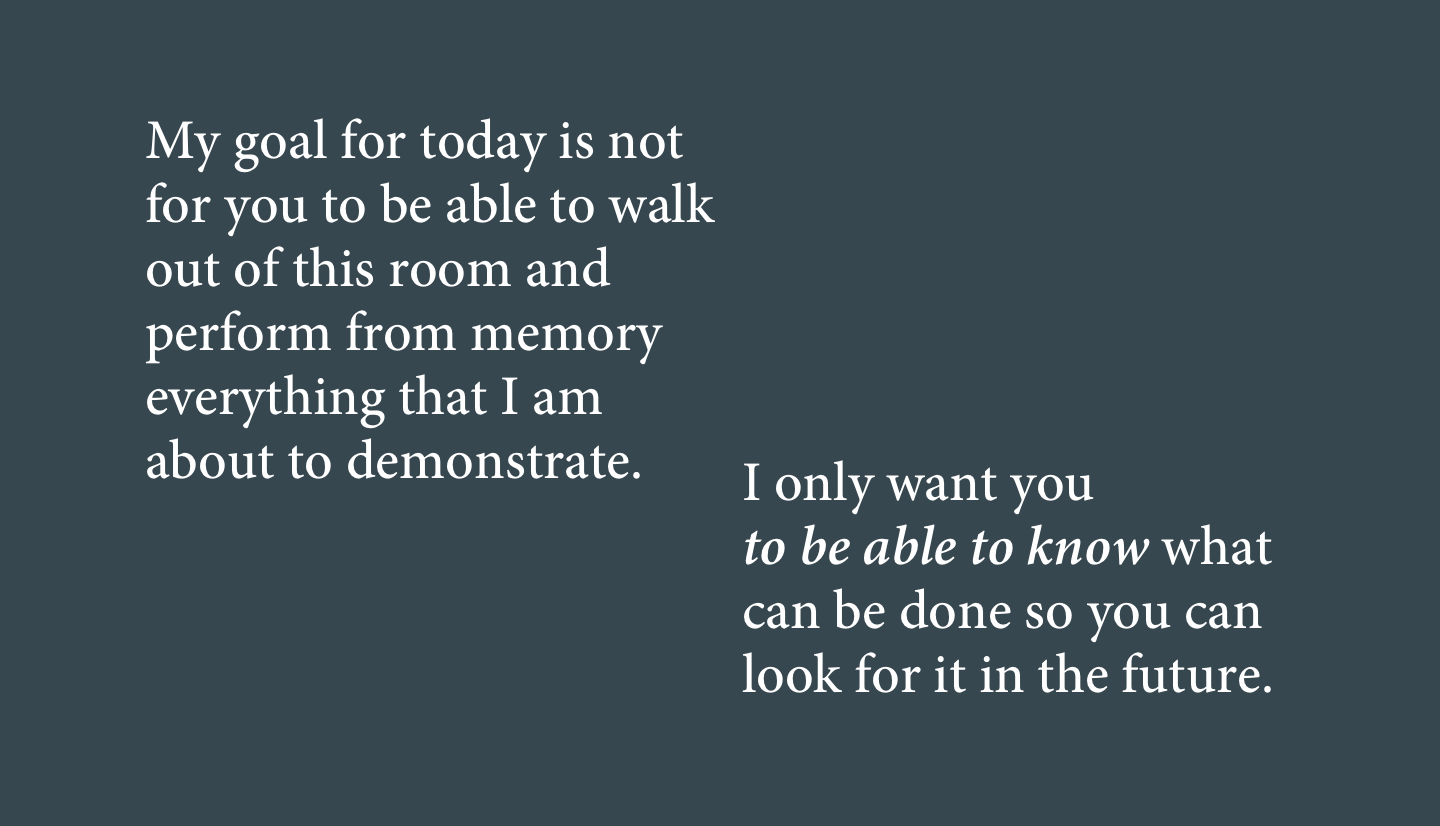 My goal for today is not
for you to be able to walk
out of this room and
perform from memory
everything that I am
about to demonstrate.
I only want you
to be able to know what
can be done so you can
look for it in the future.